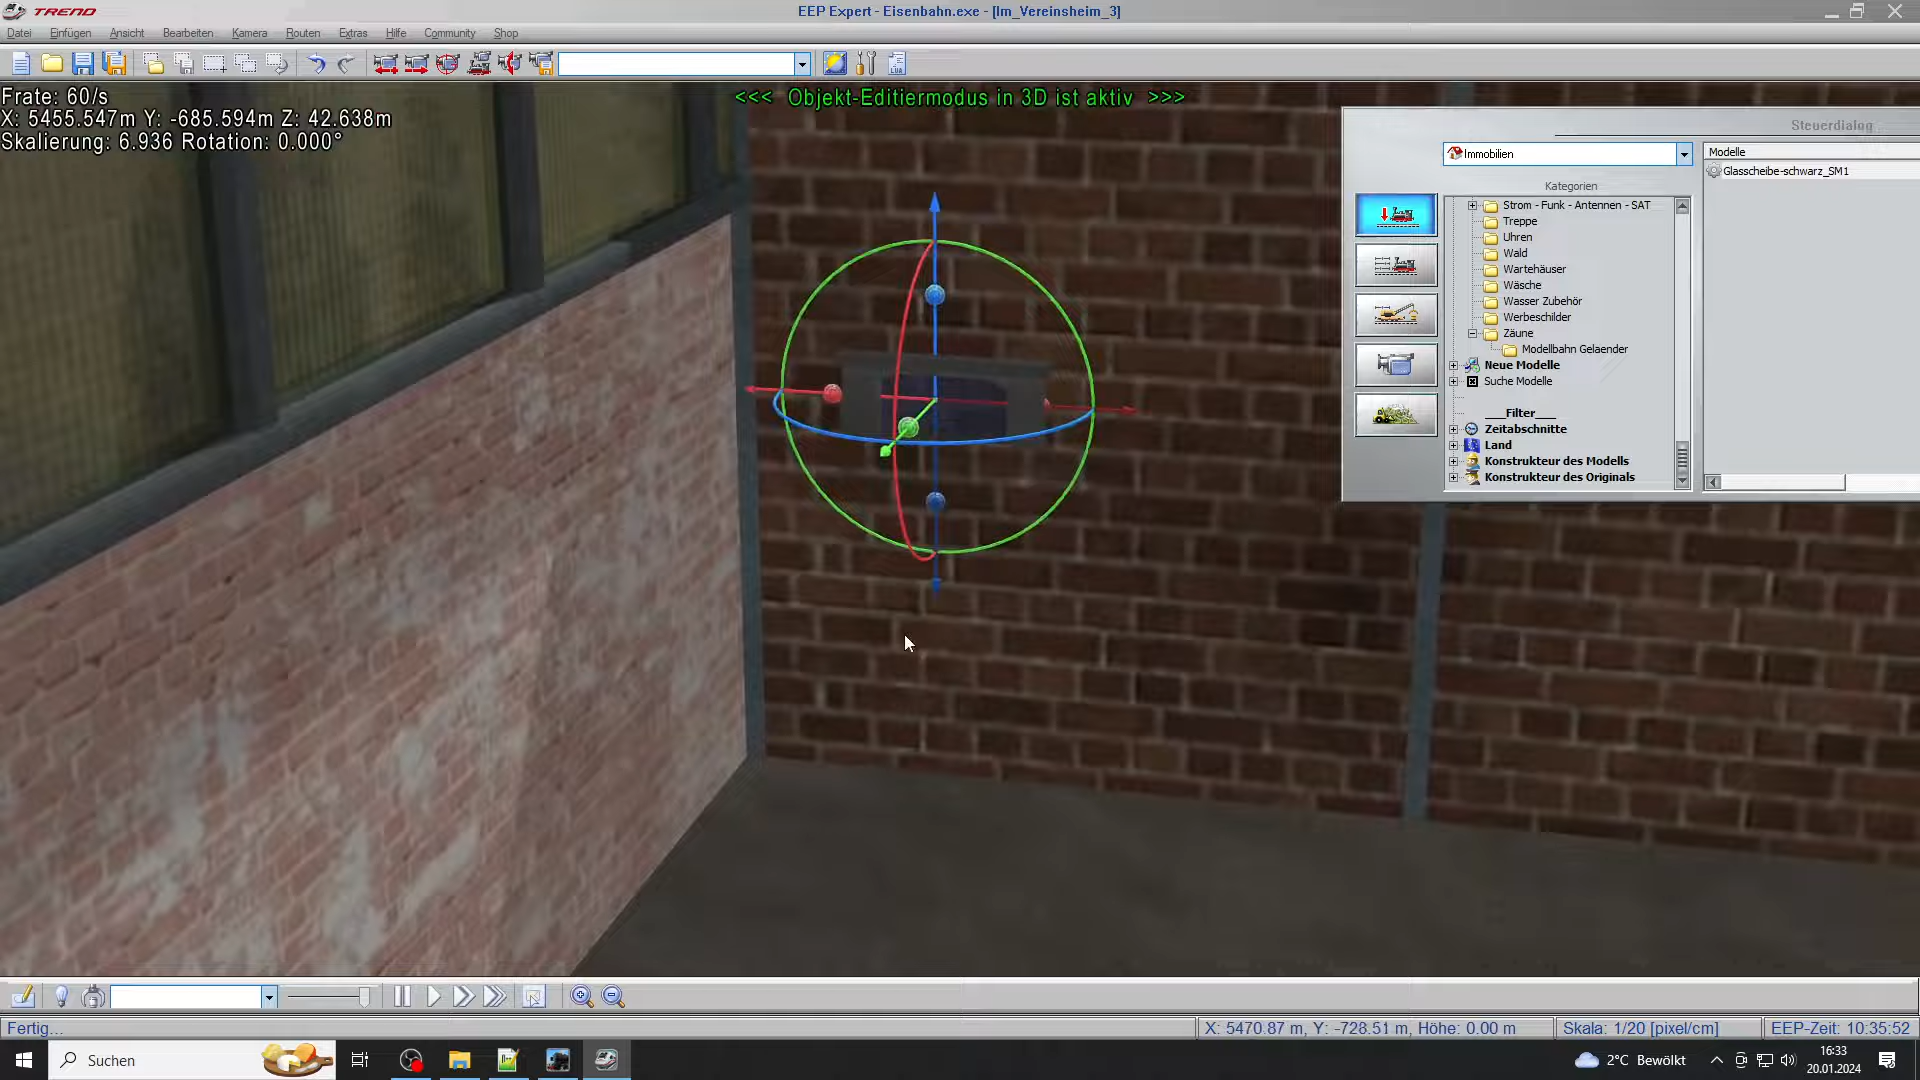 TREND
EEP Expert - Eisenbahn.exe - [Im_Vereinsheim_3]
Datei Einfügen Ansicht Bearbeiten Kamera Routen Extras Hilfe Community Shop
LUA
Frate: 60/s
X: 5455.547m Y: -685.594m Z: 42.638m
Skalierung: 6.936 Rotation: 0.000°
<<< Objekt-Editiermodus in 3D ist aktiv >>>
Steuerdialog
Immobilien
Modelle
Glasscheibe-schwarz_SM1
Kategorien
Strom - Funk - Antennen - SAT
Treppe
Uhren
Wald
Wartehäuser
Wäsche
Wasser Zubehör
Werbeschilder
Zäune
Modellbahn Gelaender
Neue Modelle
Suche Modelle
___Filter___
Zeitabschnitte
Land
Konstrukteur des Modells
Konstrukteur des Originals
Fertig...
X: 5470.87 m, Y: -728.51 m, Höhe: 0.00 m
Skala: 1/20 [pixel/cm]
EEP-Zeit: 10:35:52
Suchen
2°C Bewölkt
16:33
20.01.2024